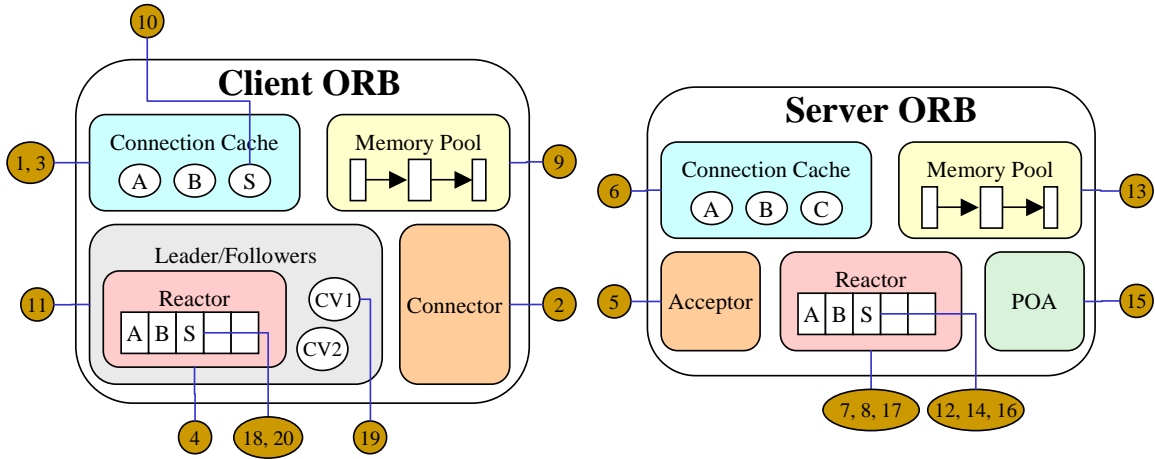 10
Client ORB
Connection Cache
A B S
Memory Pool
1, 3
9
Leader/Followers
Reactor
A B S
CV1
CV2
Connector
11
2
4
18, 20
19
Server ORB
Connection Cache
A B C
Memory Pool
6
13
Acceptor
Reactor
A B S
POA
5
15
7, 8, 17
12, 14, 16